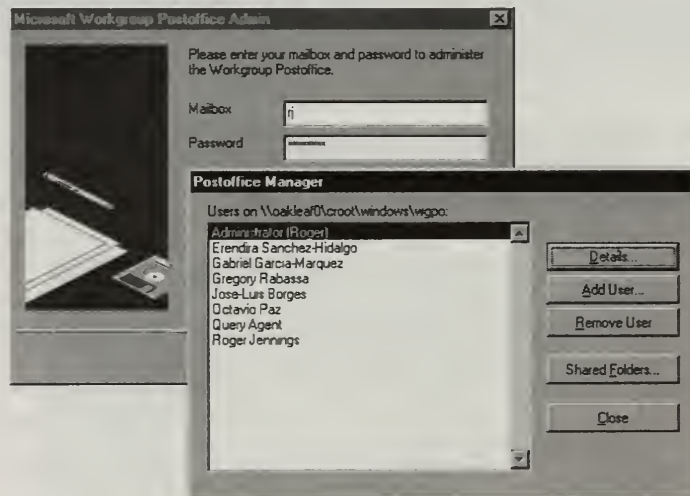 Microsoft Workgroup Postoffice Admin
Please enter your mailbox and password to administer
the Workgroup Postoffice.
Mailbox
rj
Password
Postoffice Manager
Users on \\oakleaf0\croot\windows\wgpo:
Administrator (Roger)
Erendira Sanchez-Hidalgo
Gabriel Garcia-Marquez
Gregory Rabassa
Jose-Luis Borges
Octavio Paz
Query Agent
Roger Jennings
Details...
Add User...
Remove User
Shared Folders...
Close